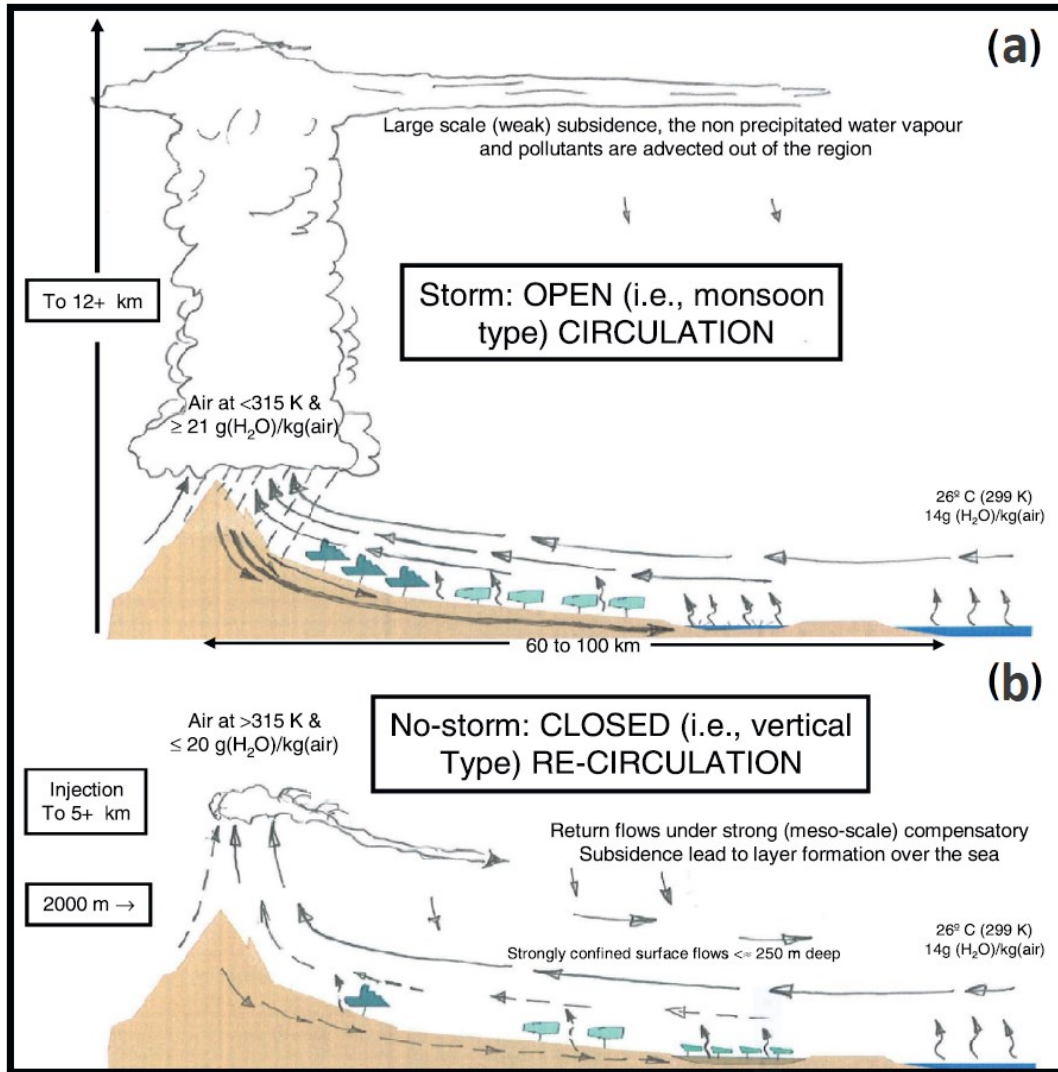 (a)
Large scale (weak) subsidence, the non precipitated water vapour
and pollutants are advected out of the region
To 12+ km
Storm: OPEN (i.e., monsoon
type) CIRCULATION
Air at <315 K &
≥ 21 g(H₂O)/kg(air)
26º C (299 K)
14g (H₂O)/kg(air)
60 to 100 km
(b)
Air at >315 K &
≤ 20 g(H₂O)/kg(air)
No-storm: CLOSED (i.e., vertical
Type) RE-CIRCULATION
Injection
To 5+ km
Return flows under strong (meso-scale) compensatory
Subsidence lead to layer formation over the sea
2000 m →
26º C (299 K)
14g (H₂O)/kg(air)
Strongly confined surface flows <≈ 250 m deep